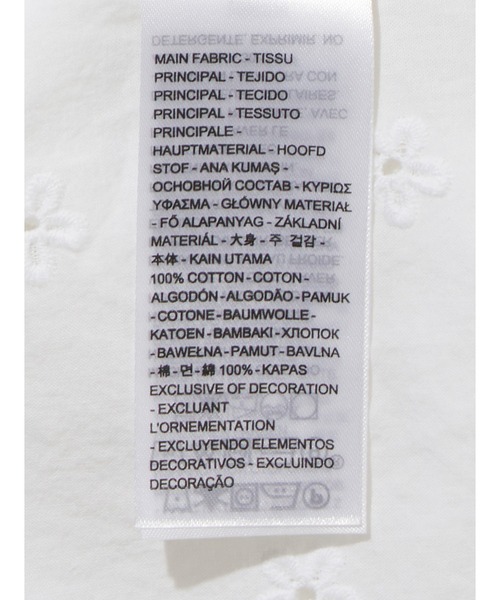 MAIN FABRIC - TISSU
PRINCIPAL - TEJIDO
PRINCIPAL - TECIDO
PRINCIPAL - TESSUTO
PRINCIPALE -
HAUPTMATERIAL - HOOFD
STOF - ANA KUMAŞ -
ОСНОВНОЙ СОСТАВ - ΚΥΡΙΩΣ
ΥΦΑΣΜΑ - GŁÓWNY MATERIAŁ
- FŐ ALAPANYAG - ZÁKLADNÍ
MATERIÁL - 大身 - 주 겉감 -
本体 - KAIN UTAMA
100% COTTON - COTON -
ALGODÓN - ALGODÃO - PAMUK
- COTONE - BAUMWOLLE -
KATOEN - BAMBAKI - ХЛОПОК
- BAWEŁNA - PAMUT - BAVLNA
- 棉 - 면 - 綿 100% - KAPAS
EXCLUSIVE OF DECORATION
- EXCLUANT
L'ORNEMENTATION
- EXCLUYENDO ELEMENTOS
DECORATIVOS - EXCLUINDO
DECORAÇÃO